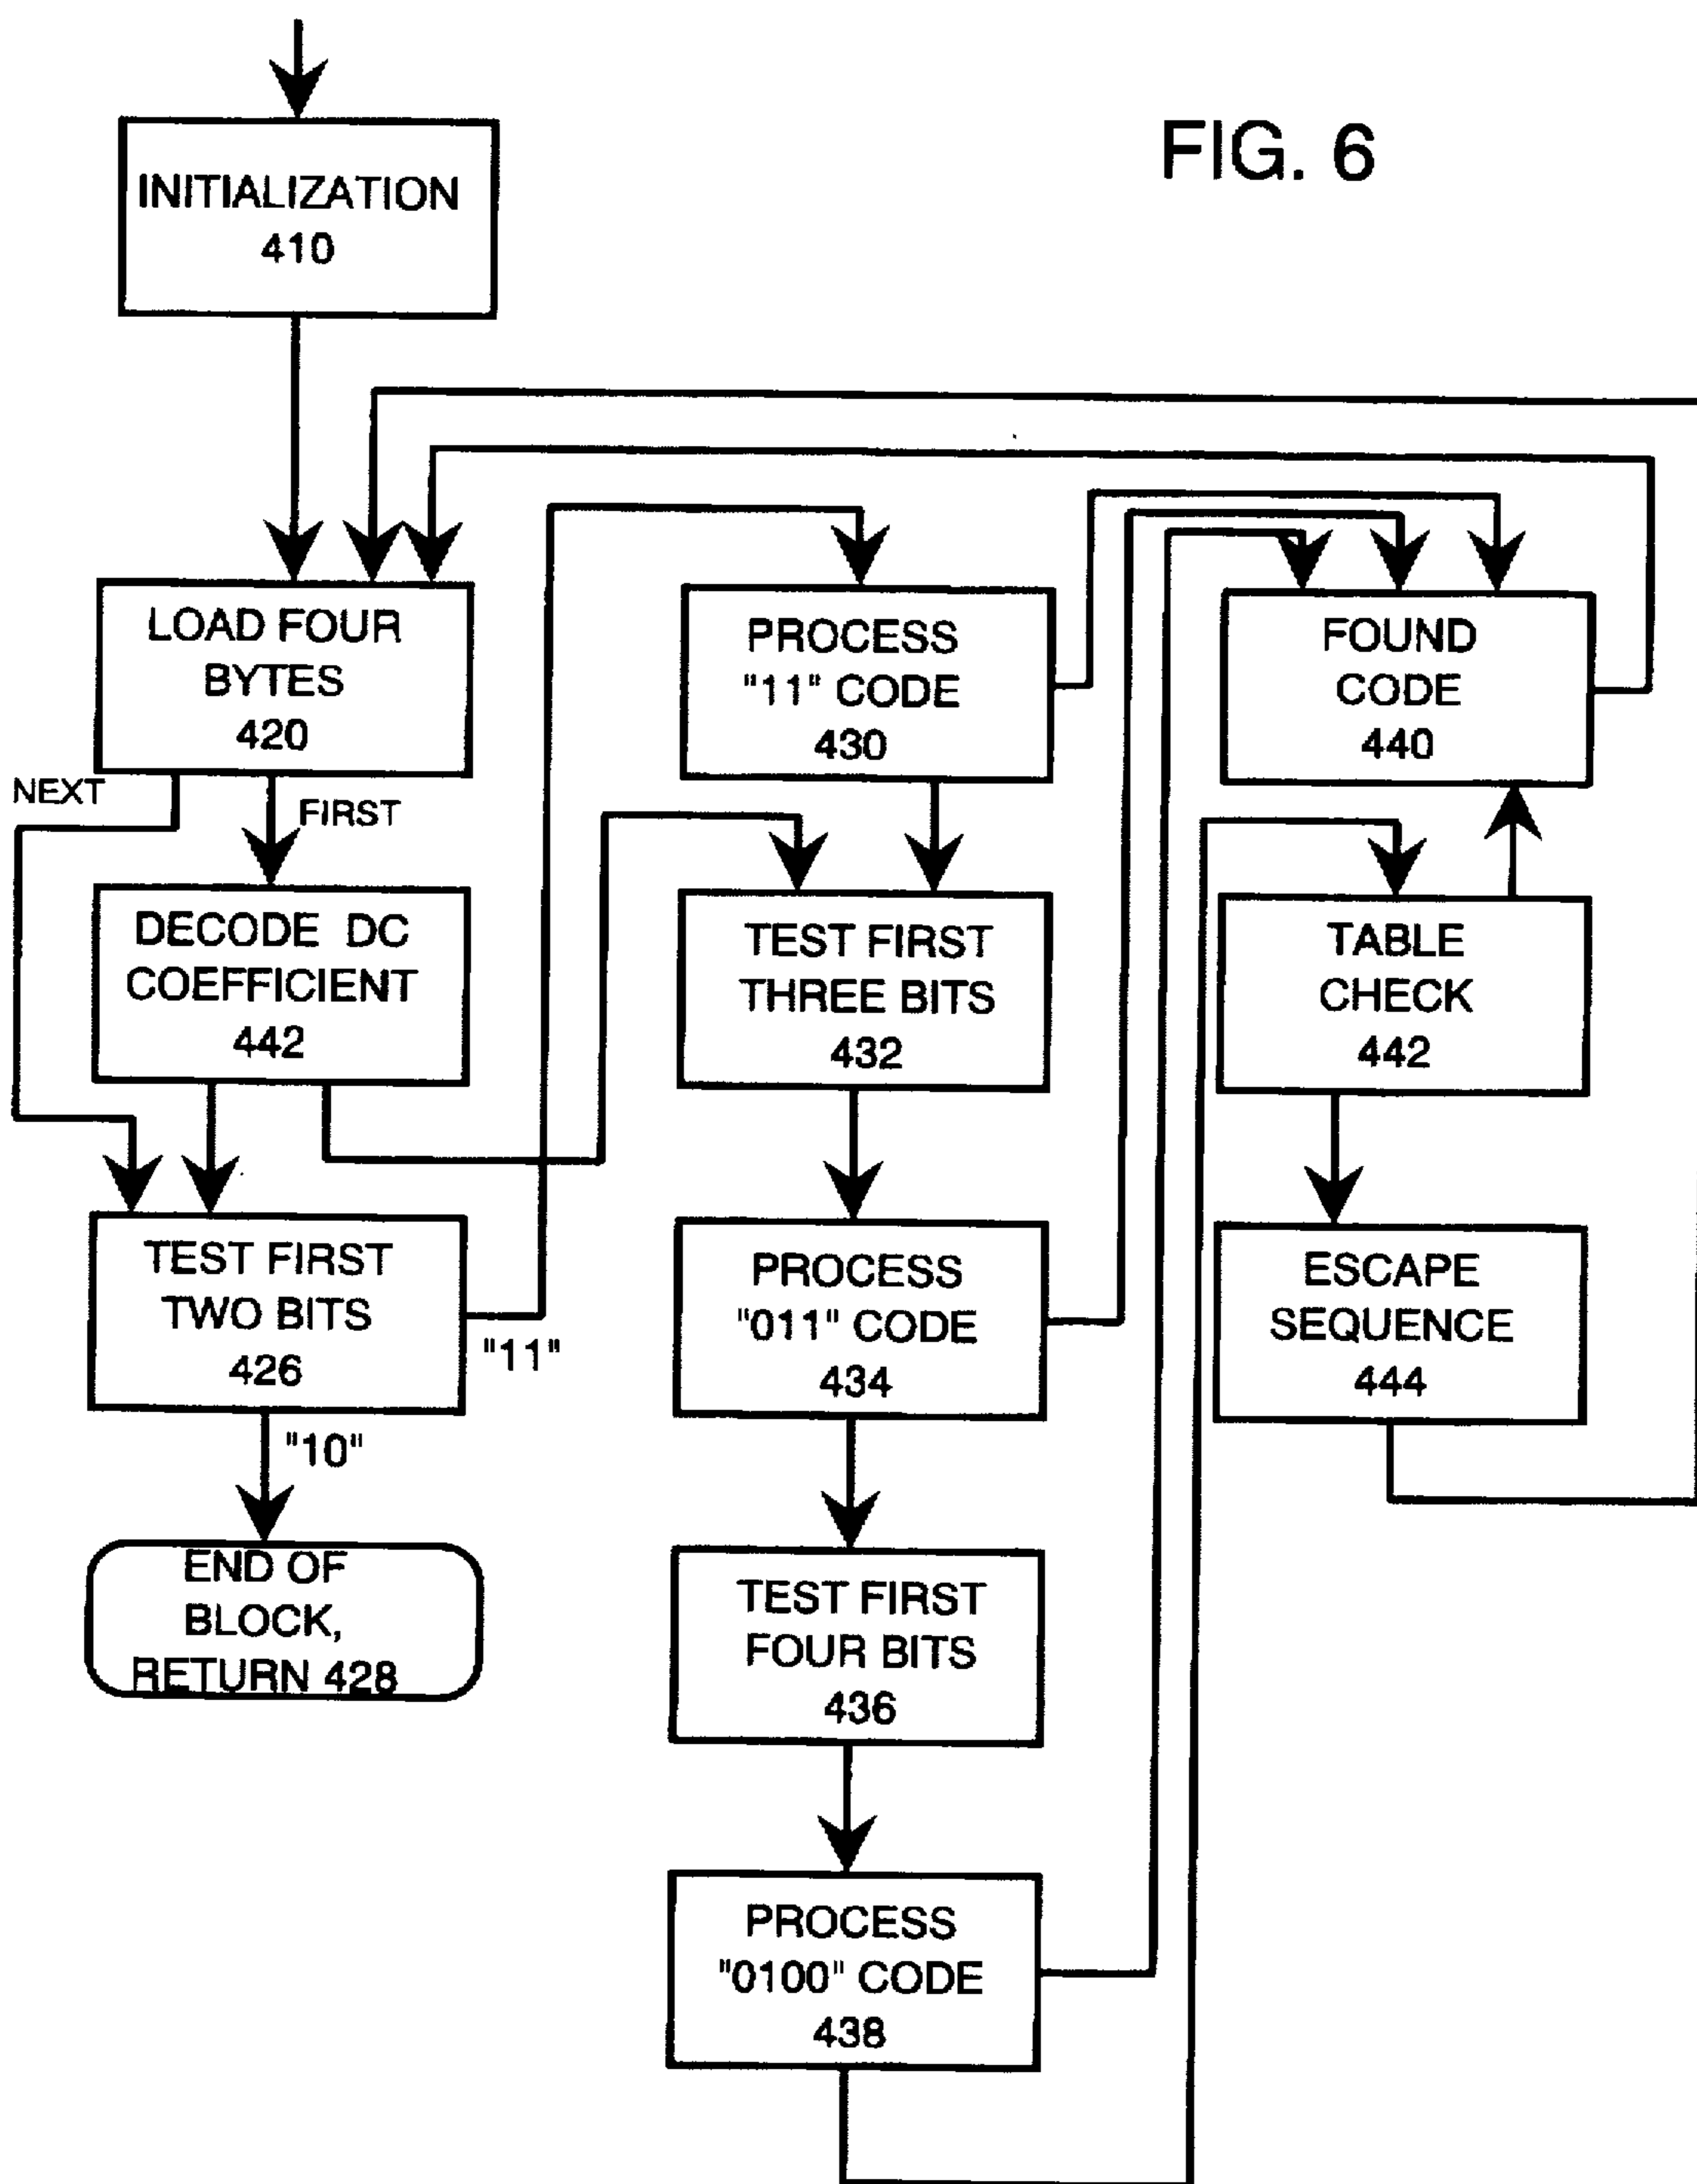 FIG. 6
INITIALIZATION
410
LOAD FOUR
BYTES
420
NEXT
FIRST
DECODE DC
COEFFICIENT
442
TEST FIRST
TWO BITS
426
"11"
"10"
END OF
BLOCK,
RETURN 428
PROCESS
"11" CODE
430
TEST FIRST
THREE BITS
432
PROCESS
"011" CODE
434
TEST FIRST
FOUR BITS
436
PROCESS
"0100" CODE
438
FOUND
CODE
440
TABLE
CHECK
442
ESCAPE
SEQUENCE
444